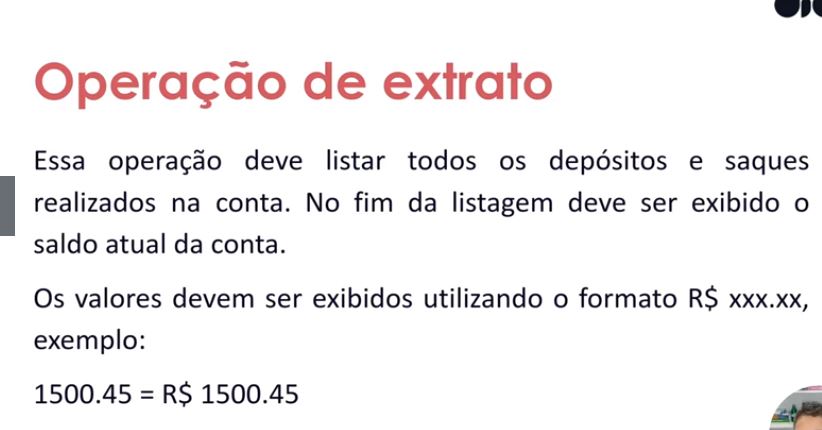 Operação de extrato
Essa operação deve listar todos os depósitos e saques
realizados na conta. No fim da listagem deve ser exibido o
saldo atual da conta.
Os valores devem ser exibidos utilizando o formato R$ xxx.xx,
exemplo:
1500.45 = R$ 1500.45